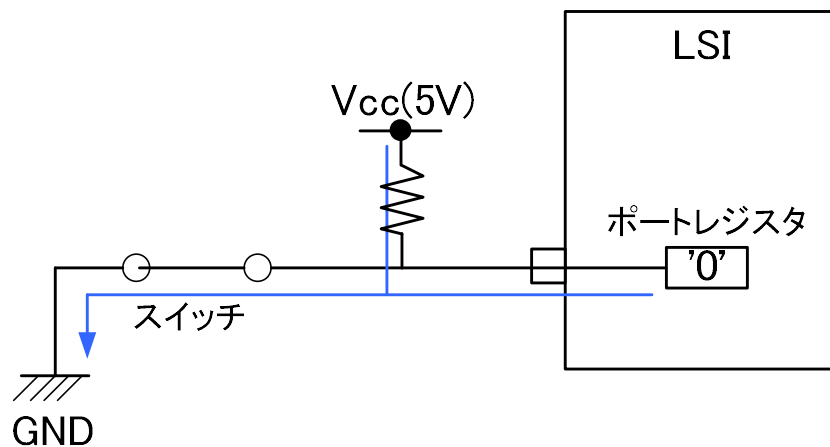 LSI
Vcc(5V)
ポートレジスタ
'0'
スイッチ
GND